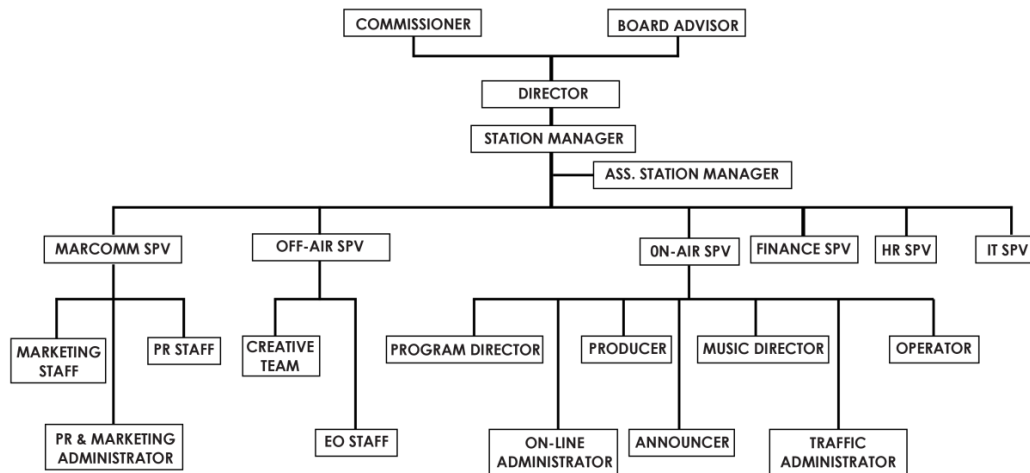 COMMISSIONER
BOARD ADVISOR
DIRECTOR
STATION MANAGER
ASS. STATION MANAGER
MARCOMM SPV
OFF-AIR SPV
0N-AIR SPV
FINANCE SPV
HR SPV
IT SPV
MARKETING
STAFF
PR STAFF
CREATIVE
TEAM
PROGRAM DIRECTOR
PRODUCER
MUSIC DIRECTOR
OPERATOR
PR & MARKETING
ADMINISTRATOR
EO STAFF
ON-LINE
ADMINISTRATOR
ANNOUNCER
TRAFFIC
ADMINISTRATOR